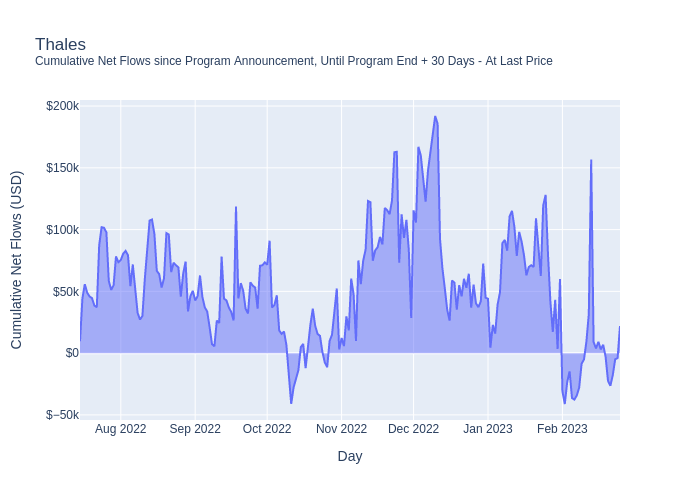 Thales
Cumulative Net Flows since Program Announcement, Until Program End + 30 Days - At Last Price
Cumulative Net Flows (USD)
$200k
$150k
$100k
$50k
$0
$−50k
Aug 2022
Sep 2022
Oct 2022
Nov 2022
Dec 2022
Jan 2023
Feb 2023
Day